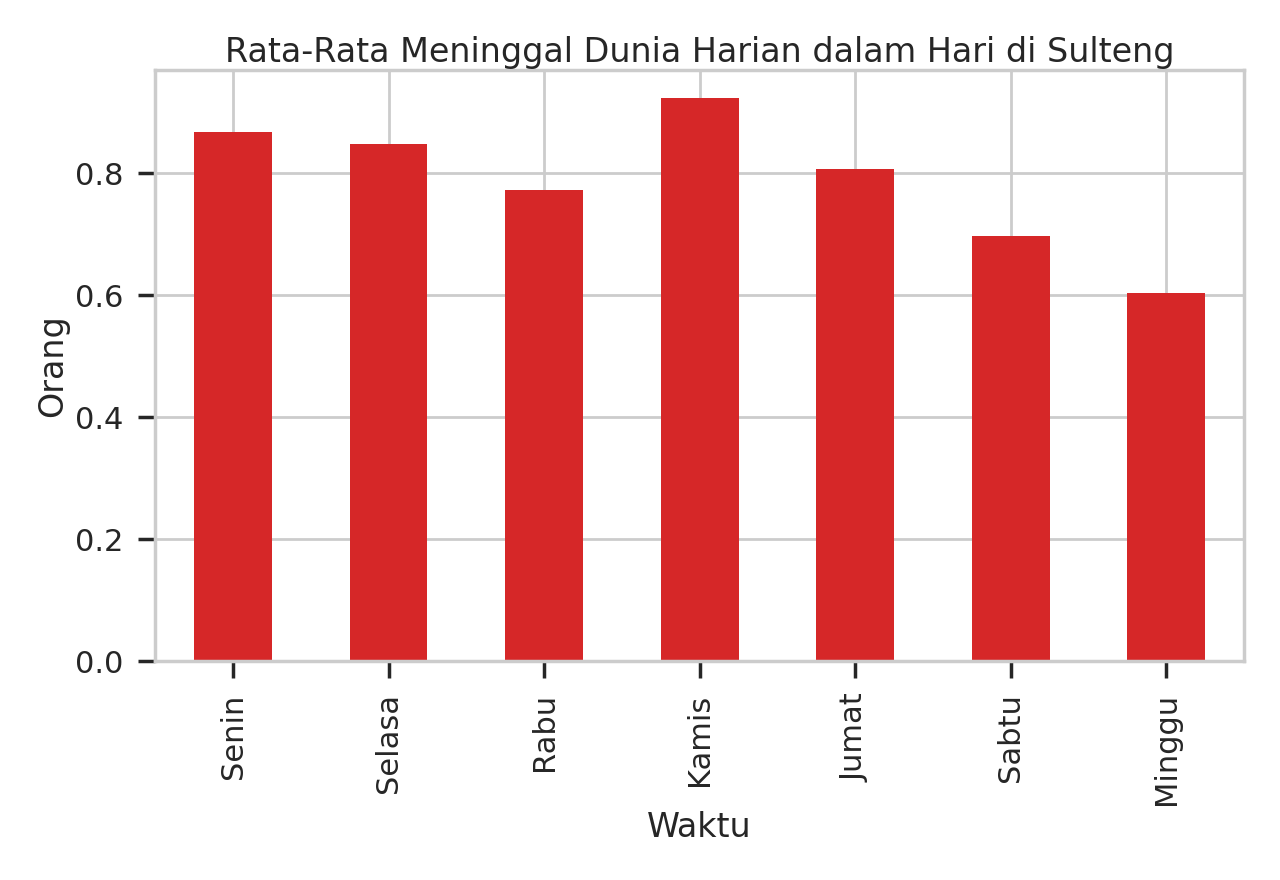 Rata-Rata Meninggal Dunia Harian dalam Hari di Sulteng
0.8
0.6
0.4
0.2
0.0
Orang
Senin
Selasa
Rabu
Kamis
Jumat
Sabtu
Minggu
Waktu